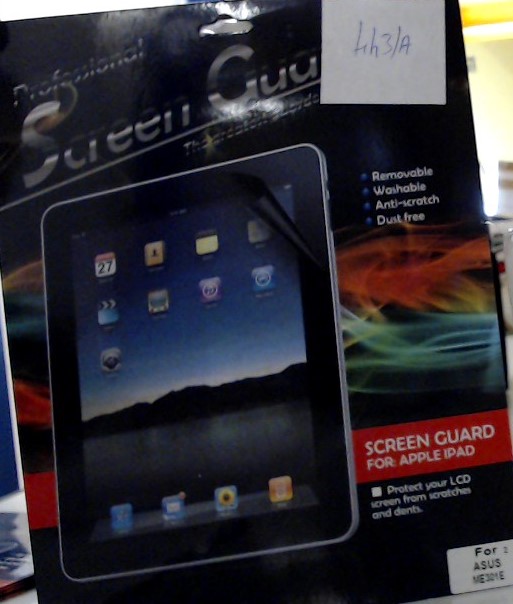 Professional
Screen Gua
Removable
Washable
Anti-scratch
Dust free
27
SCREEN GUARD
FOR: APPLE IPAD
Protect your LCD
screen from scratches
and dents.
For
ASUS
ME301E